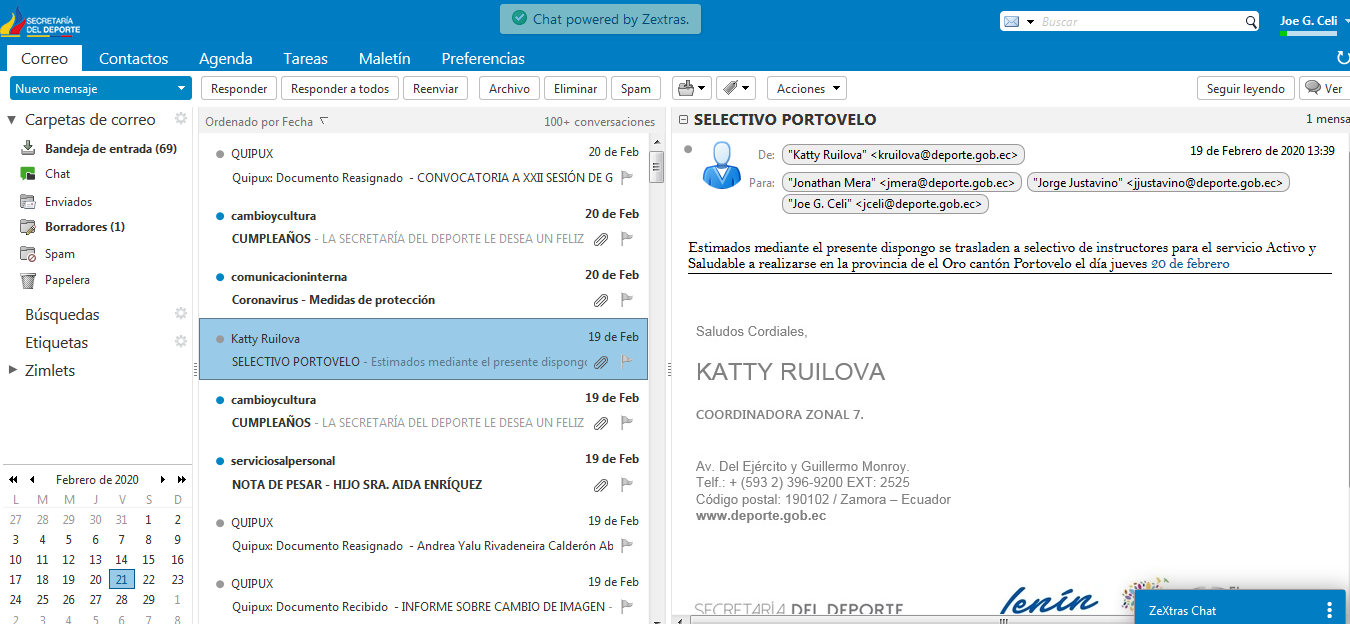 SECRETARÍA
DEL DEPORTE
Chat powered by Zextras.
Buscar
Joe G. Celi
Correo Contactos Agenda Tareas Maletín Preferencias
Nuevo mensaje Responder Responder a todos Reenviar Archivo Eliminar Spam Acciones Seguir leyendo Ver
Carpetas de correo
Bandeja de entrada (69)
Chat
Enviados
Borradores (1)
Spam
Papelera
Búsquedas
Etiquetas
Zimlets
Febrero de 2020
L M M J V S D
27 28 29 30 31 1 2
3 4 5 6 7 8 9
10 11 12 13 14 15 16
17 18 19 20 21 22 23
24 25 26 27 28 29 1
2 3 4 5 6 7 8
Ordenado por Fecha 100+ conversaciones
QUIPUX 20 de Feb
Quipux: Documento Reasignado - CONVOCATORIA A XXII SESIÓN DE G
cambioycultura 20 de Feb
CUMPLEAÑOS - LA SECRETARÍA DEL DEPORTE LE DESEA UN FELIZ
comunicacioninterna 20 de Feb
Coronavirus - Medidas de protección
Katty Ruilova 19 de Feb
SELECTIVO PORTOVELO - Estimados mediante el presente dispongo
cambioycultura 19 de Feb
CUMPLEAÑOS - LA SECRETARÍA DEL DEPORTE LE DESEA UN FELIZ
serviciosalpersonal 19 de Feb
NOTA DE PESAR - HIJO SRA. AIDA ENRÍQUEZ
QUIPUX 19 de Feb
Quipux: Documento Reasignado - Andrea Yalu Rivadeneira Calderón Ab
QUIPUX 19 de Feb
Quipux: Documento Recibido - INFORME SOBRE CAMBIO DE IMAGEN -
SELECTIVO PORTOVELO 1 mensa
De: "Katty Ruilova" <kruilova@deporte.gob.ec> 19 de Febrero de 2020 13:39
Para: "Jonathan Mera" <jmera@deporte.gob.ec> "Jorge Justavino" <jjustavino@deporte.gob.ec>
"Joe G. Celi" <jceli@deporte.gob.ec>
Estimados mediante el presente dispongo se trasladen a selectivo de instructores para el servicio Activo y
Saludable a realizarse en la provincia de el Oro cantón Portovelo el día jueves 20 de febrero
Saludos Cordiales,
KATTY RUILOVA
COORDINADORA ZONAL 7.
Av. Del Ejército y Guillermo Monroy.
Telf.: + (593 2) 396-9200 EXT: 2525
Código postal: 190102 / Zamora – Ecuador
www.deporte.gob.ec
SECRETARÍA DEL DEPORTE
lenín
ZeXtras Chat